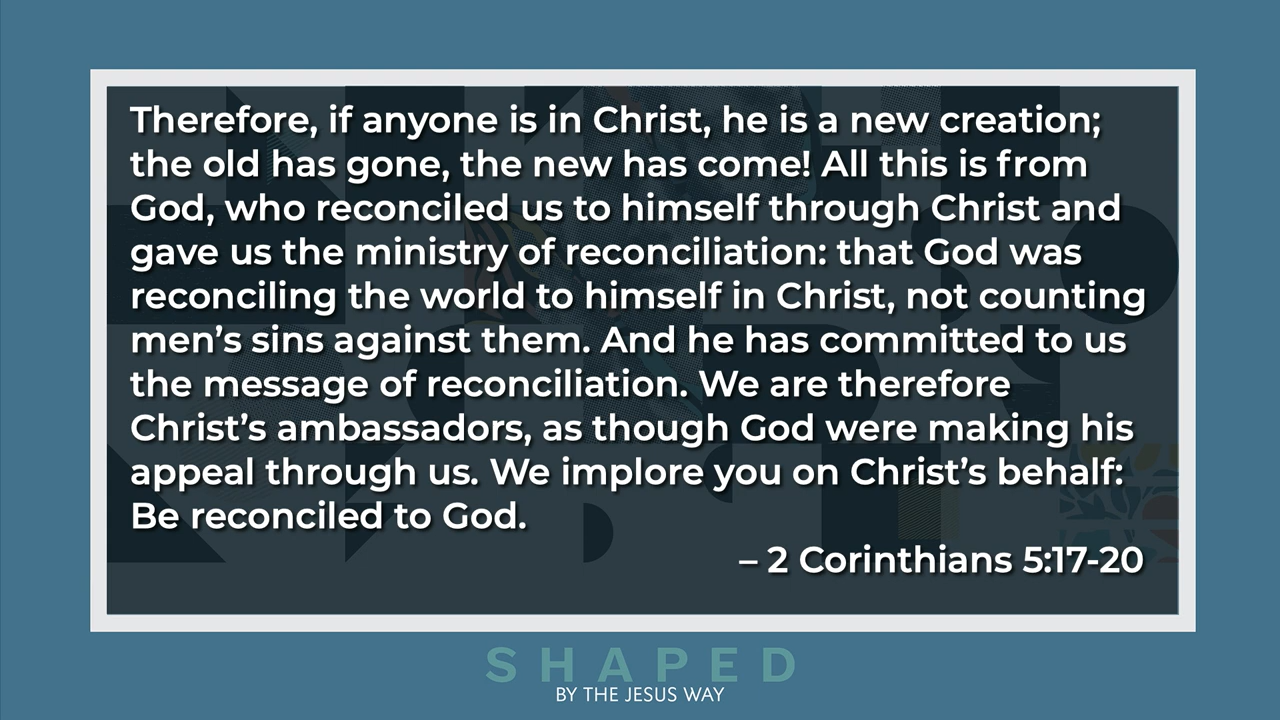 Therefore, if anyone is in Christ, he is a new creation;
the old has gone, the new has come! All this is from
God, who reconciled us to himself through Christ and
gave us the ministry of reconciliation: that God was
reconciling the world to himself in Christ, not counting
men’s sins against them. And he has committed to us
the message of reconciliation. We are therefore
Christ’s ambassadors, as though God were making his
appeal through us. We implore you on Christ’s behalf:
Be reconciled to God.
– 2 Corinthians 5:17-20
SHAPED
BY THE JESUS WAY